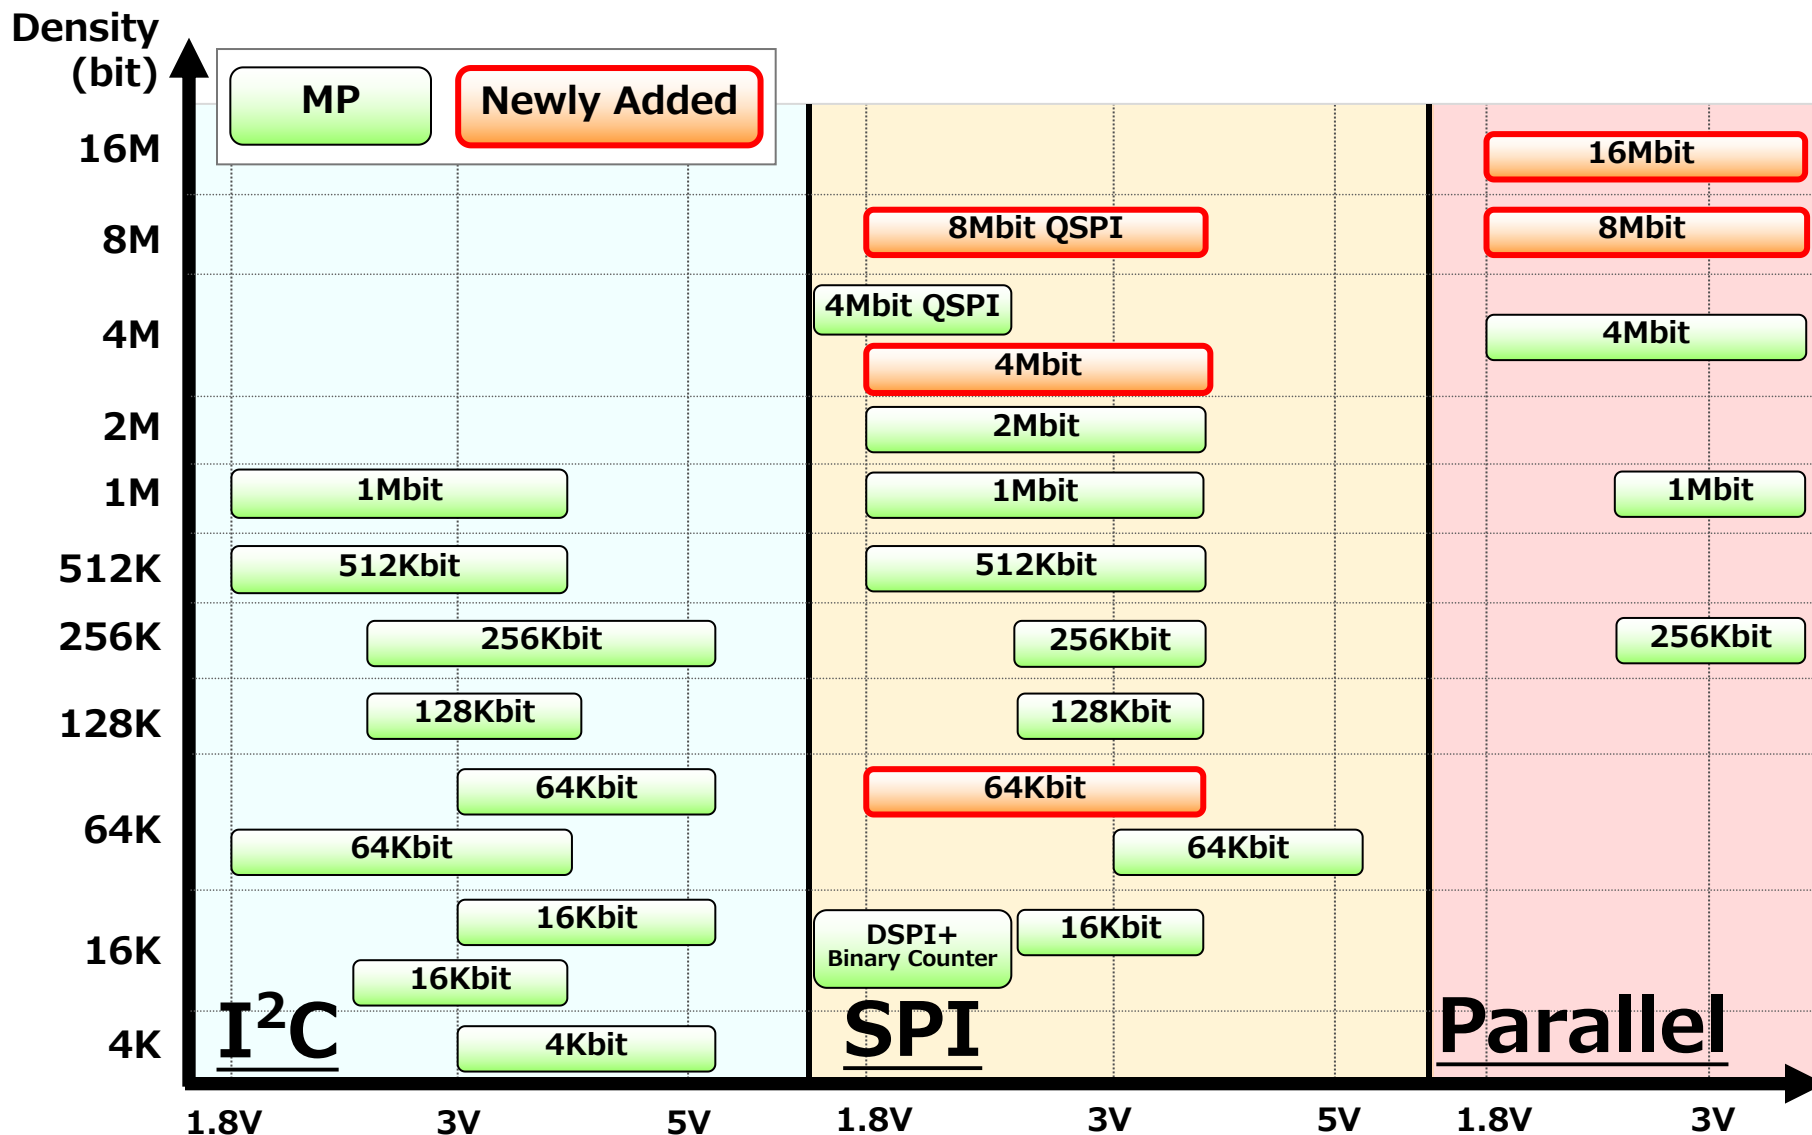 Density
(bit)
MP
Newly Added
16M
16Mbit
8M
8Mbit QSPI
8Mbit
4M
4Mbit QSPI
4Mbit
4Mbit
2M
2Mbit
1M
1Mbit
1Mbit
1Mbit
512K
512Kbit
512Kbit
256K
256Kbit
256Kbit
256Kbit
128K
128Kbit
128Kbit
64K
64Kbit
64Kbit
64Kbit
64Kbit
16K
16Kbit
DSPI+
Binary Counter
16Kbit
16Kbit
4K
4Kbit
I²C
SPI
Parallel
1.8V
3V
5V
1.8V
3V
5V
1.8V
3V